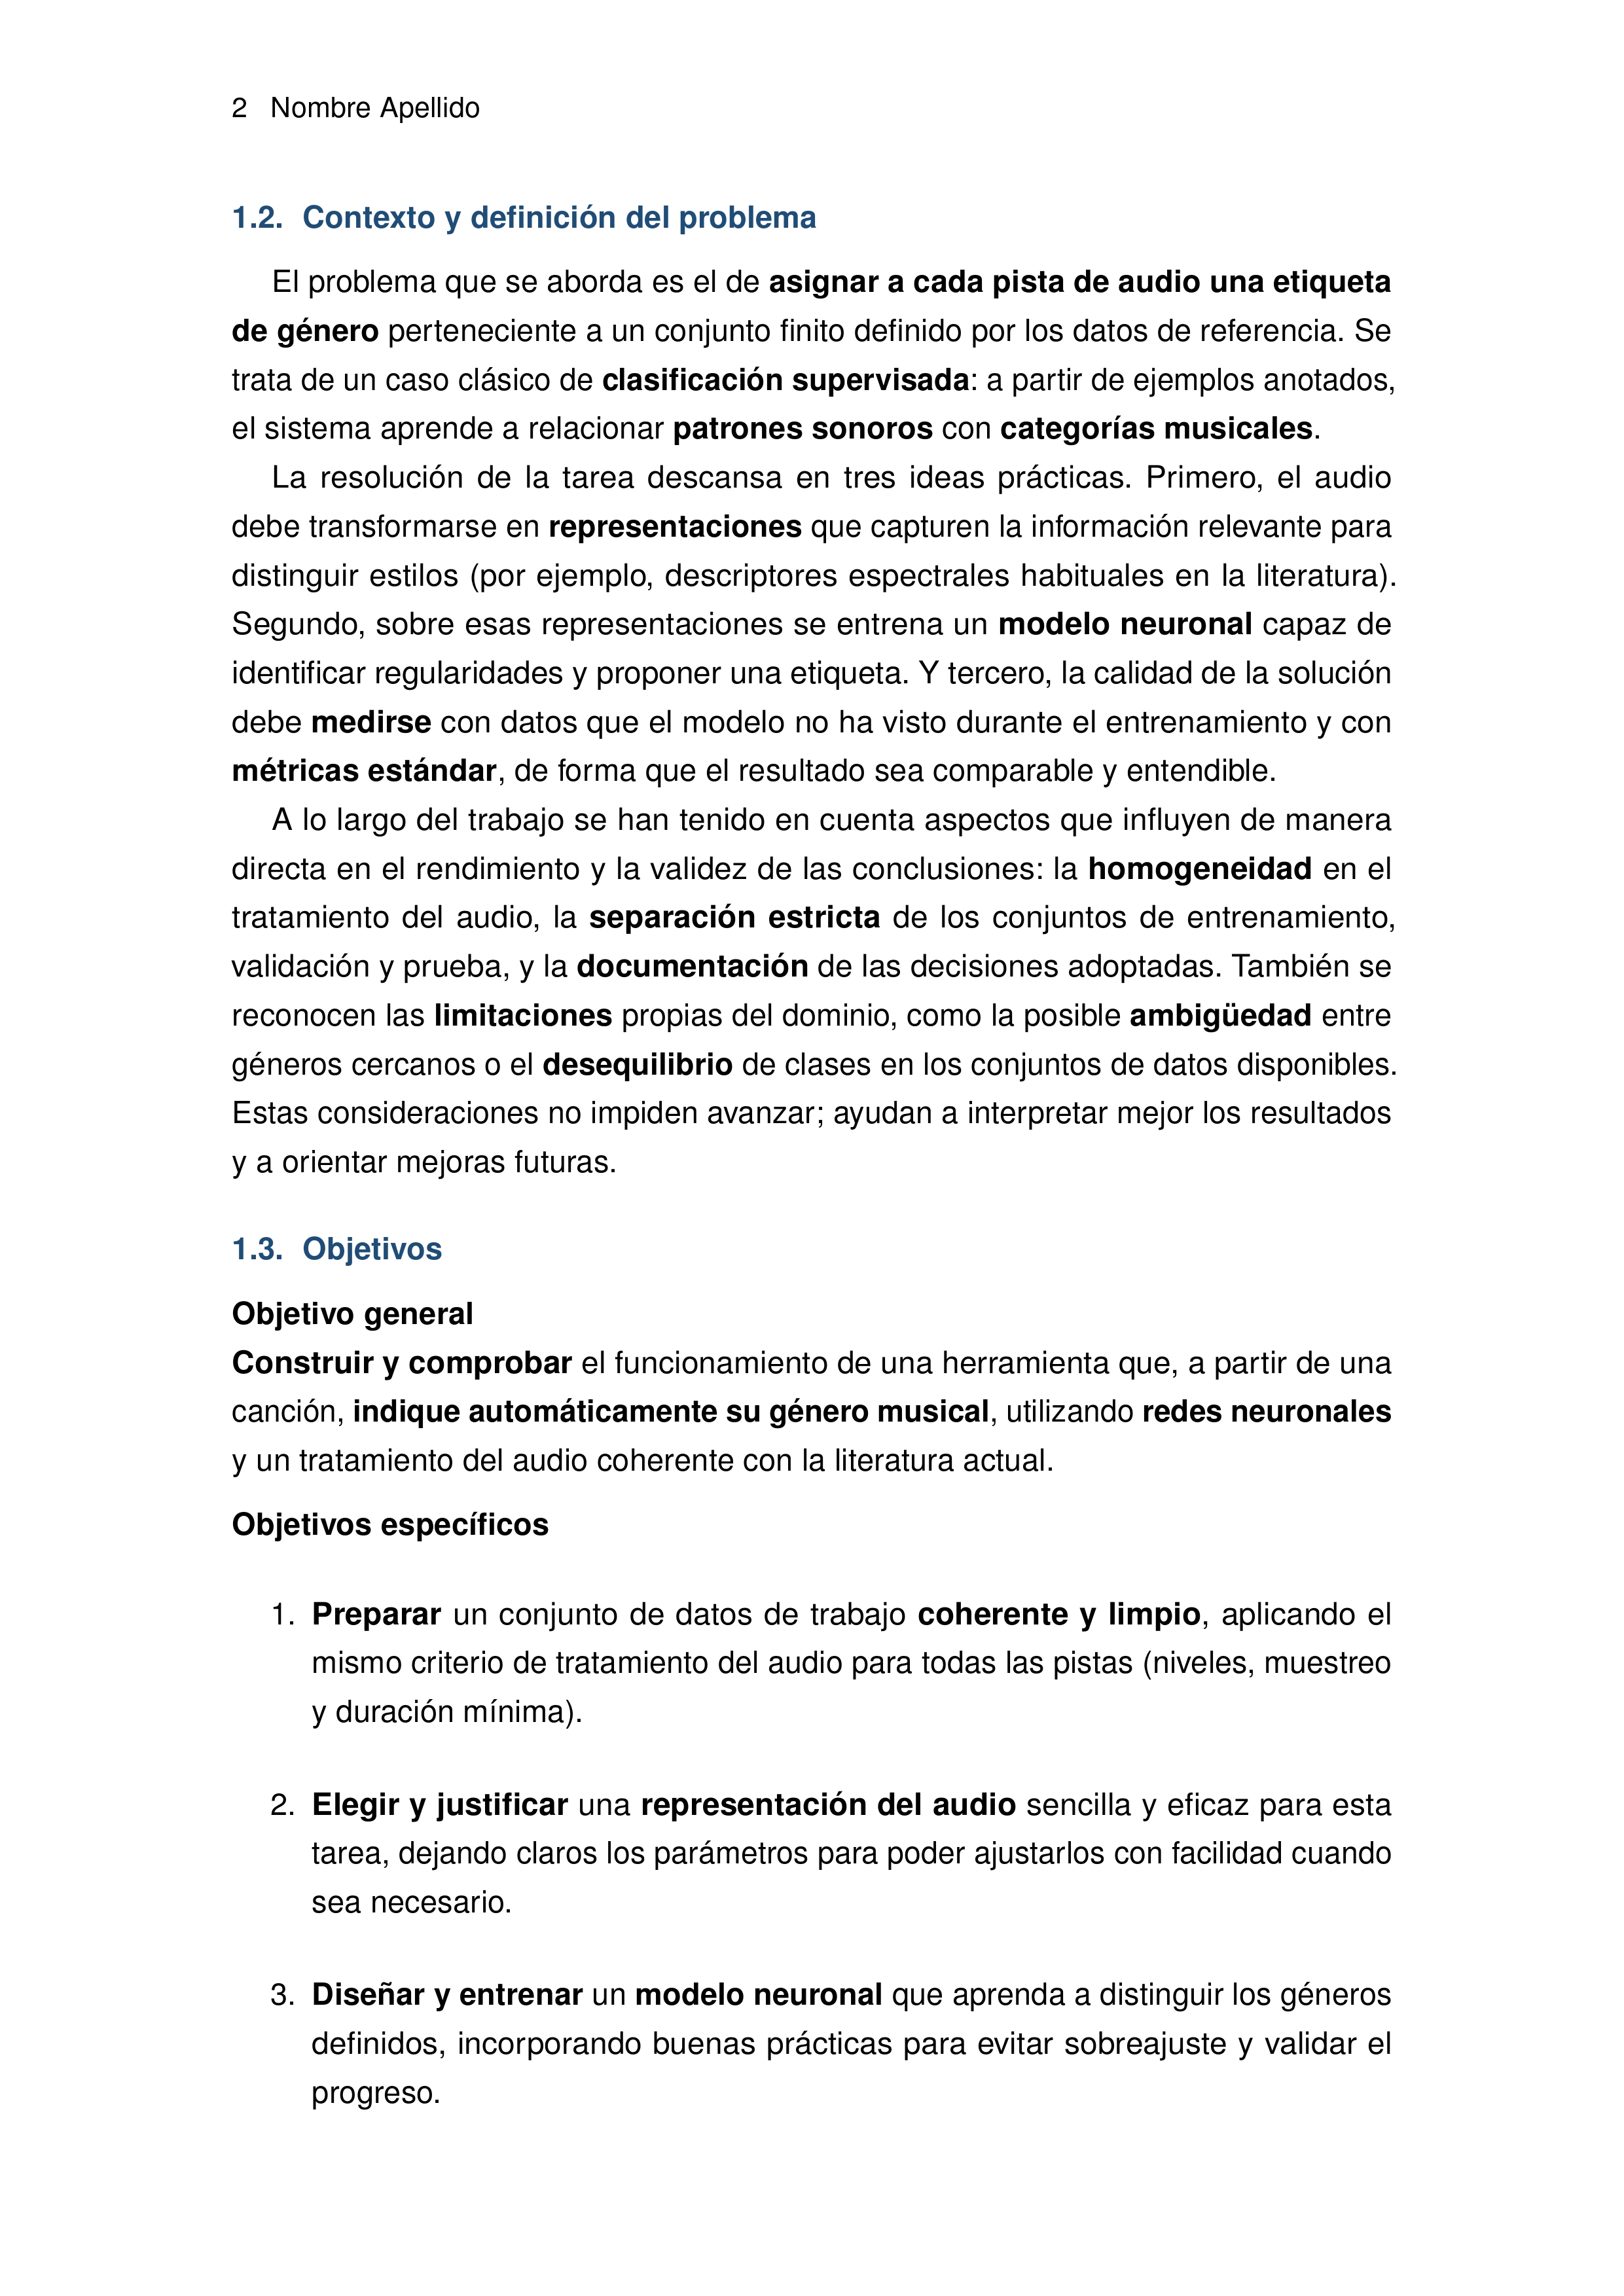 2 Nombre Apellido
1.2. Contexto y definición del problema
El problema que se aborda es el de asignar a cada pista de audio una etiqueta
de género perteneciente a un conjunto finito definido por los datos de referencia. Se
trata de un caso clásico de clasificación supervisada: a partir de ejemplos anotados,
el sistema aprende a relacionar patrones sonoros con categorías musicales.
La resolución de la tarea descansa en tres ideas prácticas. Primero, el audio
debe transformarse en representaciones que capturen la información relevante para
distinguir estilos (por ejemplo, descriptores espectrales habituales en la literatura).
Segundo, sobre esas representaciones se entrena un modelo neuronal capaz de
identificar regularidades y proponer una etiqueta. Y tercero, la calidad de la solución
debe medirse con datos que el modelo no ha visto durante el entrenamiento y con
métricas estándar, de forma que el resultado sea comparable y entendible.
A lo largo del trabajo se han tenido en cuenta aspectos que influyen de manera
directa en el rendimiento y la validez de las conclusiones: la homogeneidad en el
tratamiento del audio, la separación estricta de los conjuntos de entrenamiento,
validación y prueba, y la documentación de las decisiones adoptadas. También se
reconocen las limitaciones propias del dominio, como la posible ambigüedad entre
géneros cercanos o el desequilibrio de clases en los conjuntos de datos disponibles.
Estas consideraciones no impiden avanzar; ayudan a interpretar mejor los resultados
y a orientar mejoras futuras.
1.3. Objetivos
Objetivo general
Construir y comprobar el funcionamiento de una herramienta que, a partir de una
canción, indique automáticamente su género musical, utilizando redes neuronales
y un tratamiento del audio coherente con la literatura actual.
Objetivos específicos
1. Preparar un conjunto de datos de trabajo coherente y limpio, aplicando el
mismo criterio de tratamiento del audio para todas las pistas (niveles, muestreo
y duración mínima).
2. Elegir y justificar una representación del audio sencilla y eficaz para esta
tarea, dejando claros los parámetros para poder ajustarlos con facilidad cuando
sea necesario.
3. Diseñar y entrenar un modelo neuronal que aprenda a distinguir los géneros
definidos, incorporando buenas prácticas para evitar sobreajuste y validar el
progreso.